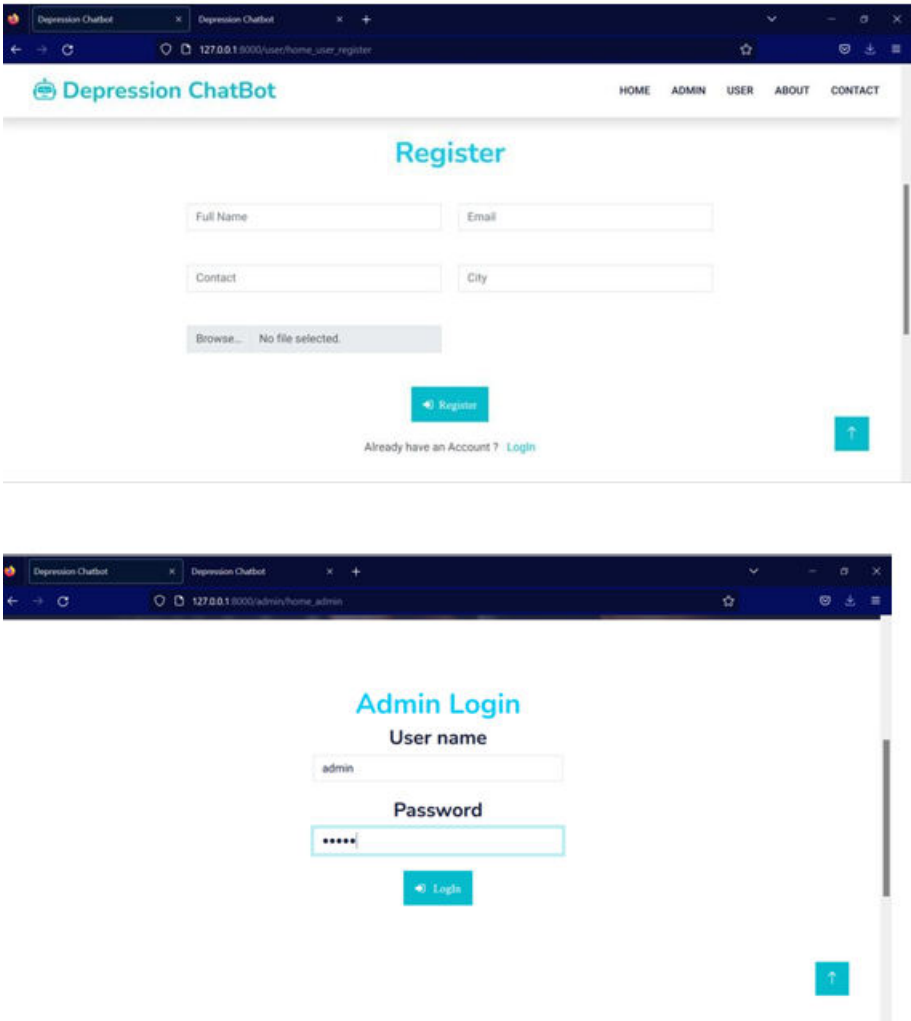 Depression Chatbot × Depression Chatbot × +
127.0.0.1:8000/user/home_user_register
Depression ChatBot HOME ADMIN USER ABOUT CONTACT
Register
Full Name Email
Contact City
Browse... No file selected.
Register
Already have an Account ? LogIn
Depression Chatbot × Depression Chatbot × +
127.0.0.1:8000/admin/home_admin
Admin Login
User name
admin
Password
•••••
LogIn